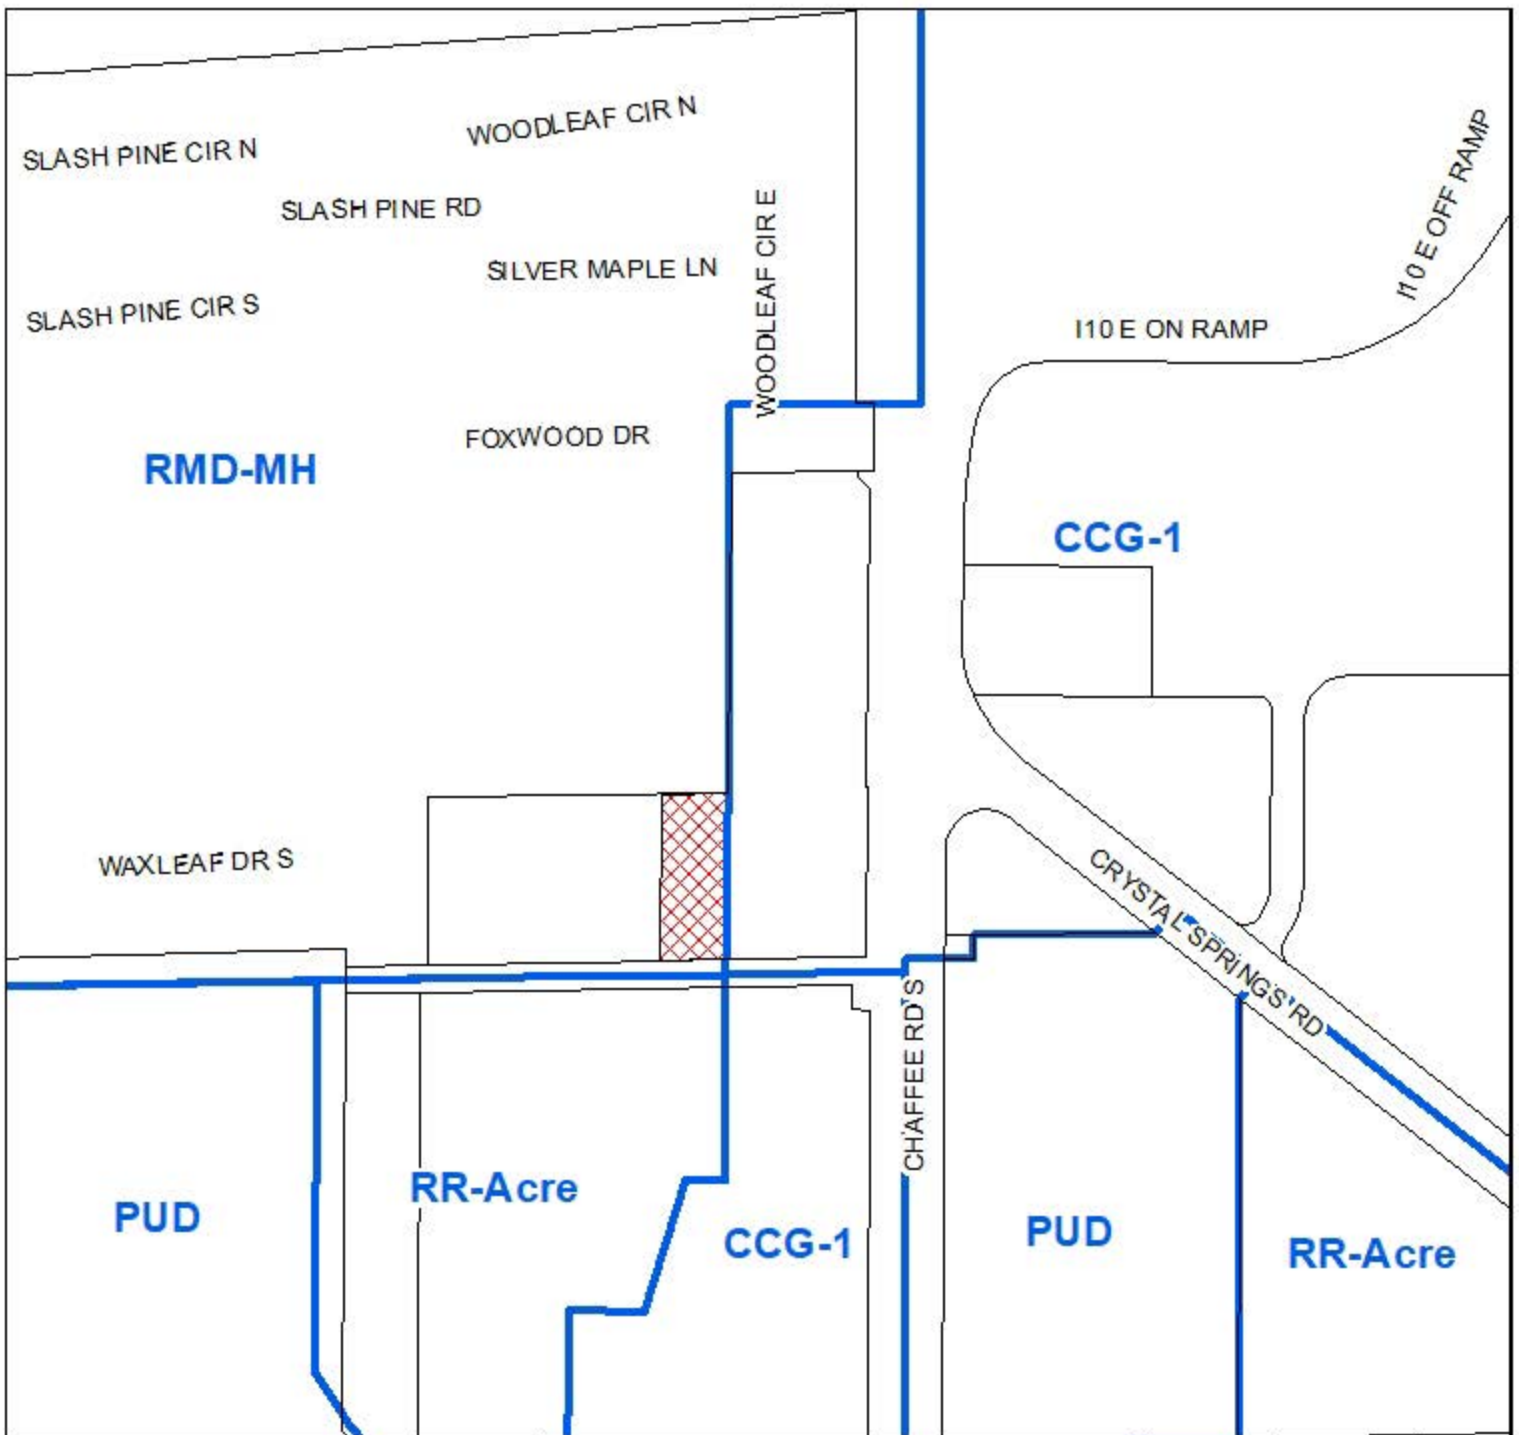 WOODLEAF CIR N
SLASH PINE CIR N
I10 E OFF RAMP
SLASH PINE RD
WOODLEAF CIR E
SILVER MAPLE LN
SLASH PINE CIR S
I10 E ON RAMP
FOXWOOD DR
RMD-MH
CCG-1
WAXLEAF DR S
CRYSTAL SPRINGS RD
CHAFFEE RD S
RR-Acre
PUD
CCG-1
PUD
RR-Acre